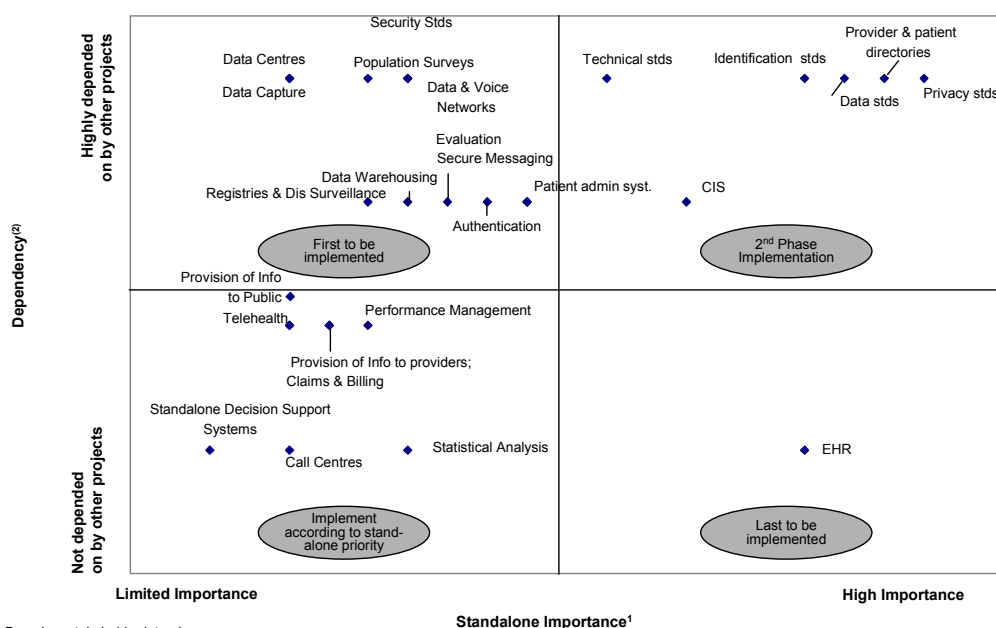 Security Stds
Provider & patient
directories
Data Centres
Population Surveys
Technical stds
Identification stds
Data Capture
Data & Voice
Networks
Data stds
Privacy stds
Highly depended
on by other projects
Evaluation
Secure Messaging
Data Warehousing
Registries & Dis Surveillance
Patient admin syst.
CIS
Authentication
First to be
implemented
2nd Phase
Implementation
Dependency(2)
Provision of Info
to Public
Telehealth
Performance Management
Provision of Info to providers;
Claims & Billing
Standalone Decision Support
Systems
Call Centres
Statistical Analysis
EHR
Not depended
on by other projects
Implement
according to stand-
alone priority
Last to be
implemented
Limited Importance
High Importance
Standalone Importance1